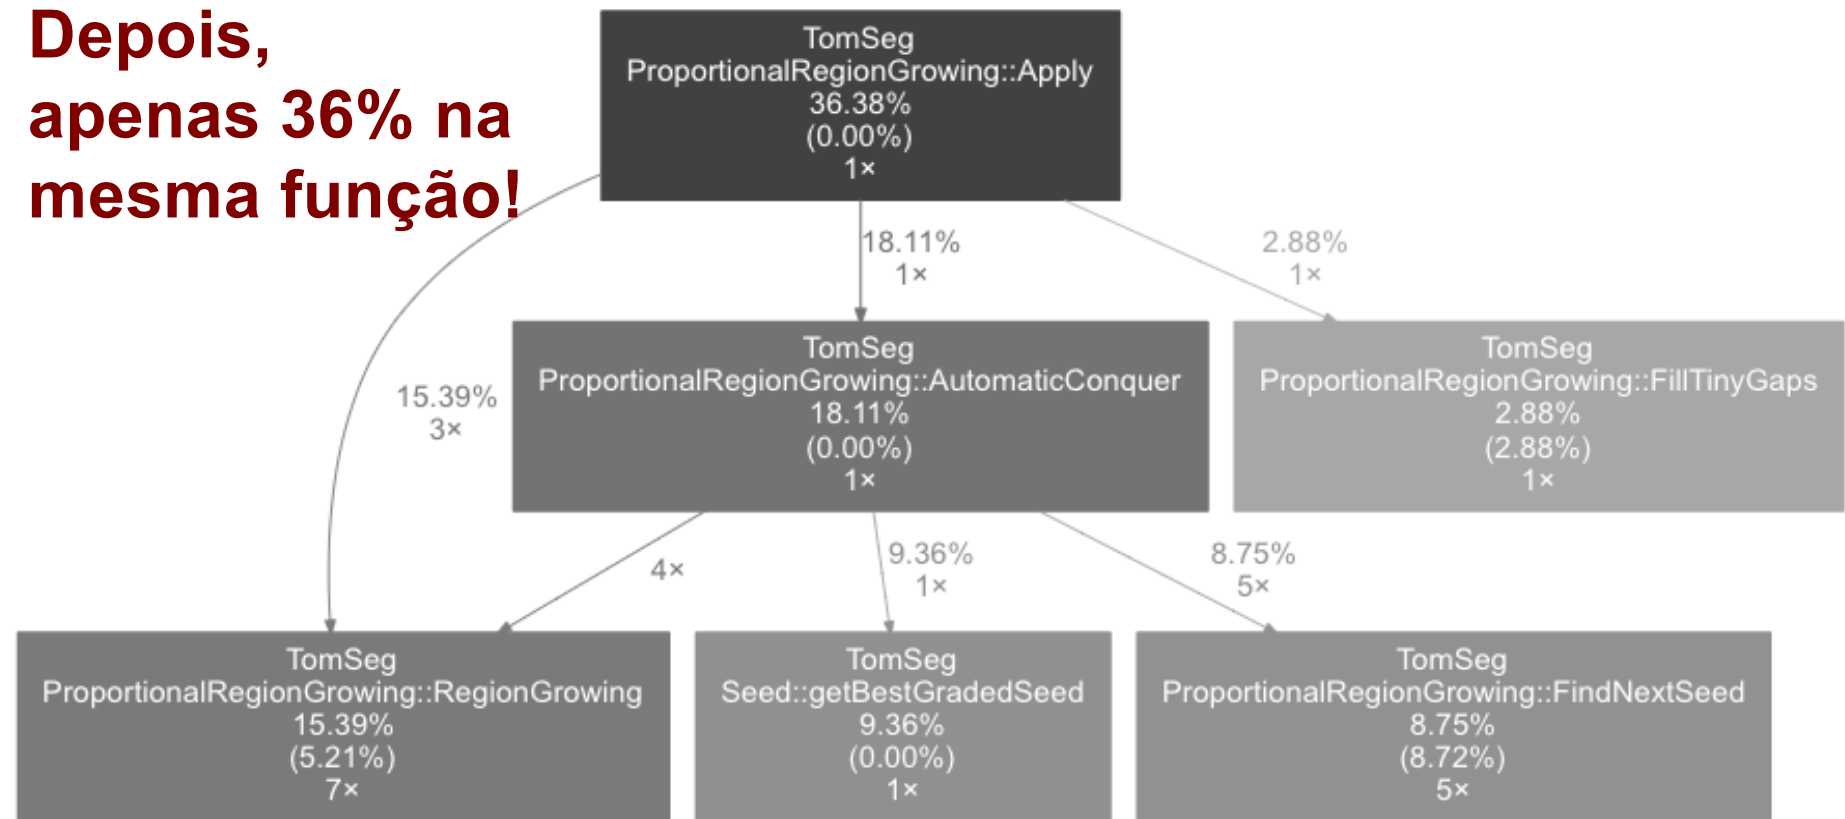 Depois,
apenas 36% na
mesma função!
TomSeg
ProportionalRegionGrowing::Apply
36.38%
(0.00%)
1×
18.11%
1×
2.88%
1×
15.39%
3×
TomSeg
ProportionalRegionGrowing::AutomaticConquer
18.11%
(0.00%)
1×
TomSeg
ProportionalRegionGrowing::FillTinyGaps
2.88%
(2.88%)
1×
4×
9.36%
1×
8.75%
5×
TomSeg
ProportionalRegionGrowing::RegionGrowing
15.39%
(5.21%)
7×
TomSeg
Seed::getBestGradedSeed
9.36%
(0.00%)
1×
TomSeg
ProportionalRegionGrowing::FindNextSeed
8.75%
(8.72%)
5×